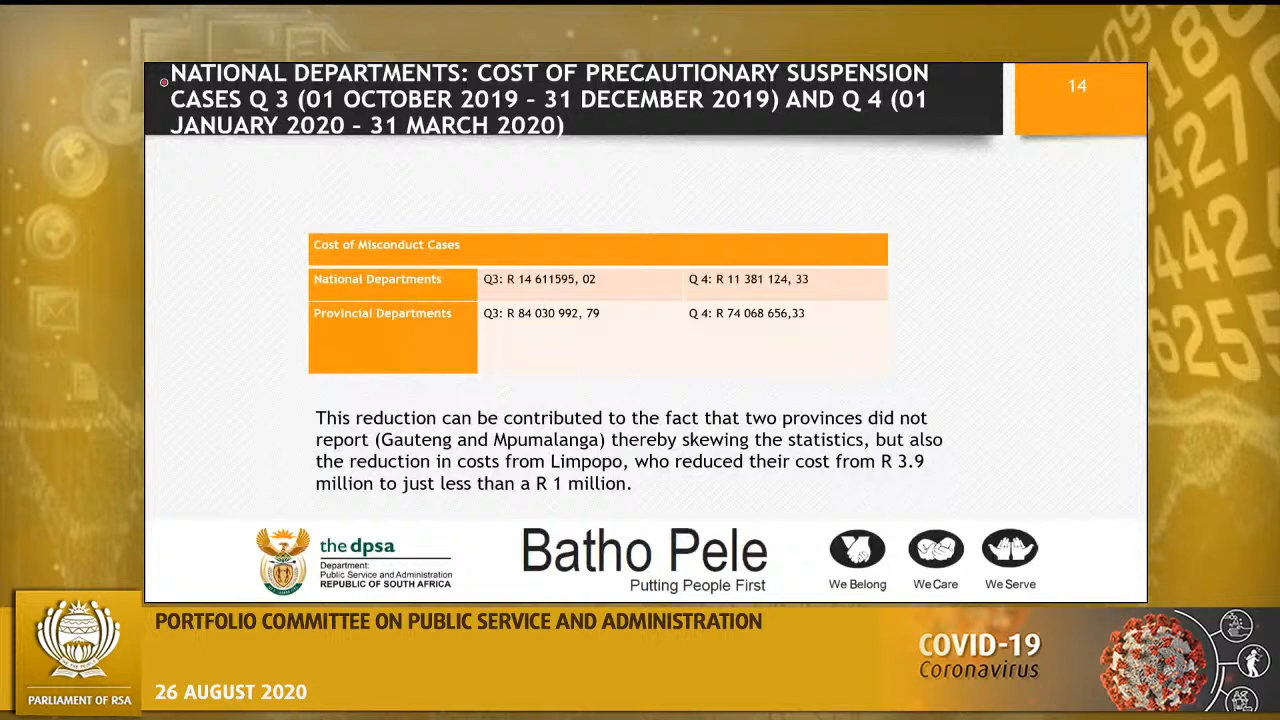 NATIONAL DEPARTMENTS: COST OF PRECAUTIONARY SUSPENSION
CASES Q 3 (01 OCTOBER 2019 – 31 DECEMBER 2019) AND Q 4 (01
JANUARY 2020 – 31 MARCH 2020)
14
Cost of Misconduct Cases
National Departments Q3: R 14 611595, 02 Q 4: R 11 381 124, 33
Provincial Departments Q3: R 84 030 992, 79 Q 4: R 74 068 656,33
This reduction can be contributed to the fact that two provinces did not
report (Gauteng and Mpumalanga) thereby skewing the statistics, but also
the reduction in costs from Limpopo, who reduced their cost from R 3.9
million to just less than a R 1 million.
the dpsa
Department:
Public Service and Administration
REPUBLIC OF SOUTH AFRICA
Batho Pele
Putting People First
We Belong We Care We Serve
PORTFOLIO COMMITTEE ON PUBLIC SERVICE AND ADMINISTRATION
26 AUGUST 2020
PARLIAMENT OF RSA
COVID-19
Coronavirus